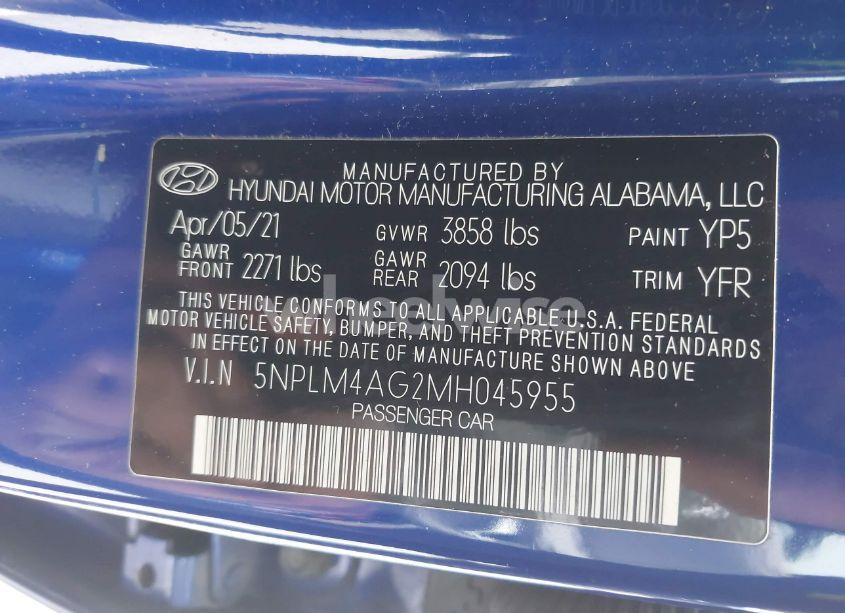 MANUFACTURED BY
HYUNDAI MOTOR MANUFACTURING ALABAMA, LLC
Apr/05/21 GVWR 3858 lbs PAINT YP5
GAWR FRONT 2271 lbs GAWR REAR 2094 lbs TRIM YFR
THIS VEHICLE CONFORMS TO ALL APPLICABLE U.S.A. FEDERAL
MOTOR VEHICLE SAFETY, BUMPER, AND THEFT PREVENTION STANDARDS
IN EFFECT ON THE DATE OF MANUFACTURE SHOWN ABOVE
V.I.N 5NPLM4AG2MH045955
PASSENGER CAR